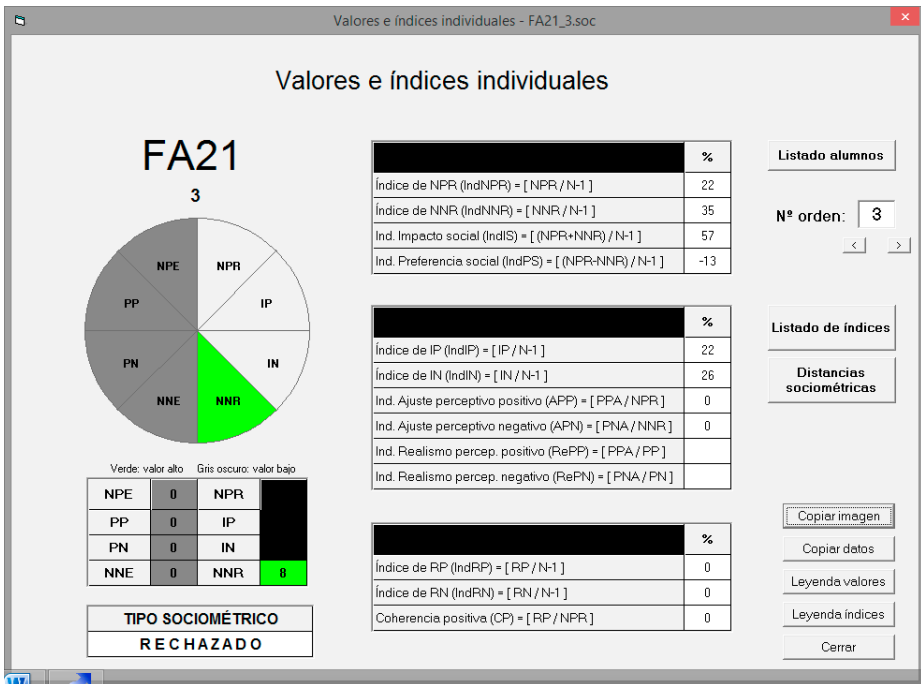 Valores e índices individuales - FA21_3.soc
Valores e índices individuales
FA21
3
NPE
NPR
PP
IP
PN
IN
NNE
NNR
Verde: valor alto Gris oscuro: valor bajo
NPE 0 NPR
PP 0 IP
PN 0 IN
NNE 0 NNR 8
TIPO SOCIOMÉTRICO
RECHAZADO
%
Índice de NPR (IndNPR) = [ NPR / N-1 ] 22
Índice de NNR (IndNNR) = [ NNR / N-1 ] 35
Ind. Impacto social (IndIS) = [ (NPR+NNR) / N-1 ] 57
Ind. Preferencia social (IndPS) = [ (NPR-NNR) / N-1 ] -13
%
Índice de IP (IndIP) = [ IP / N-1 ] 22
Índice de IN (IndIN) = [ IN / N-1 ] 26
Ind. Ajuste perceptivo positivo (APP) = [ PPA / NPR ] 0
Ind. Ajuste perceptivo negativo (APN) = [ PNA / NNR ] 0
Ind. Realismo percep. positivo (RePP) = [ PPA / PP ]
Ind. Realismo percep. negativo (RePN) = [ PNA / PN ]
%
Índice de RP (IndRP) = [ RP / N-1 ] 0
Índice de RN (IndRN) = [ RN / N-1 ] 0
Coherencia positiva (CP) = [ RP / NPR ] 0
Listado alumnos
Nº orden: 3
< >
Listado de índices
Distancias
sociométricas
Copiar imagen
Copiar datos
Leyenda valores
Leyenda índices
Cerrar
W